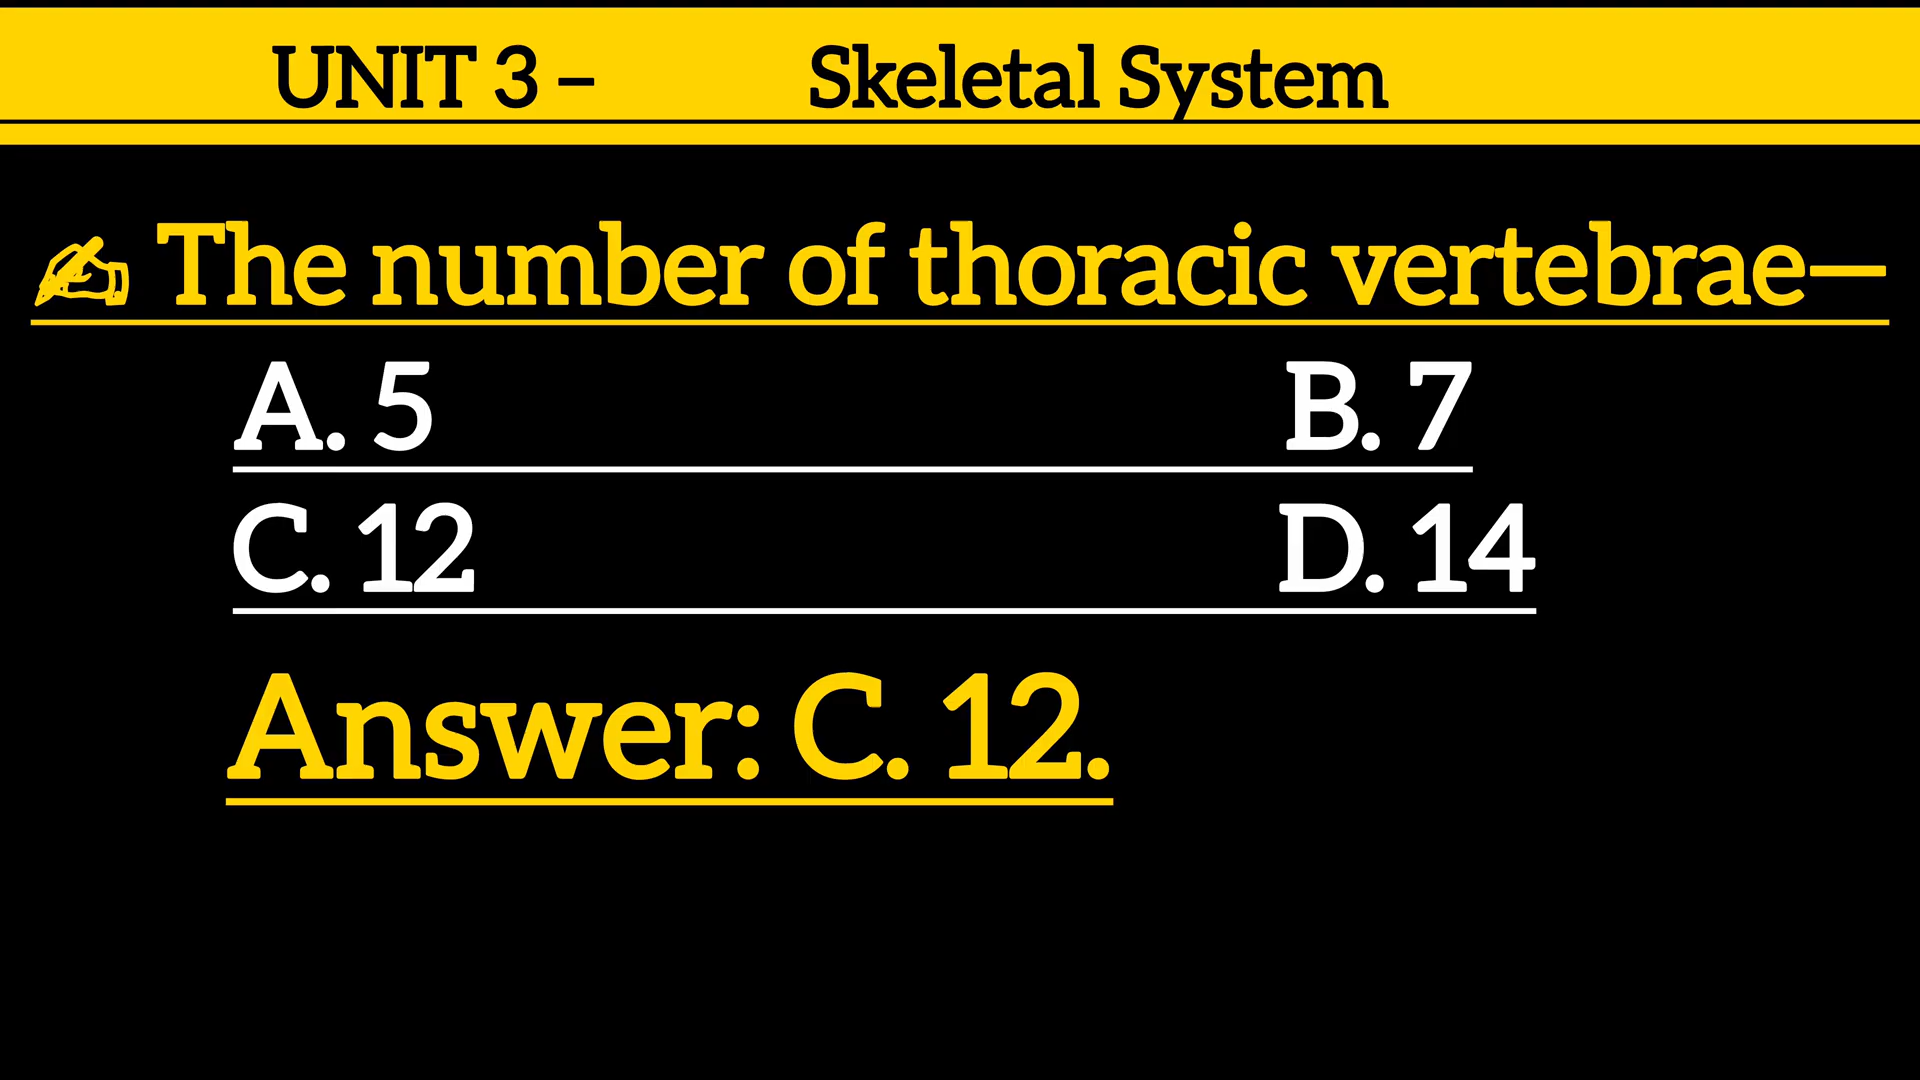 UNIT 3 – Skeletal System
✍ The number of thoracic vertebrae—
A. 5 B. 7
C. 12 D. 14
Answer: C. 12.